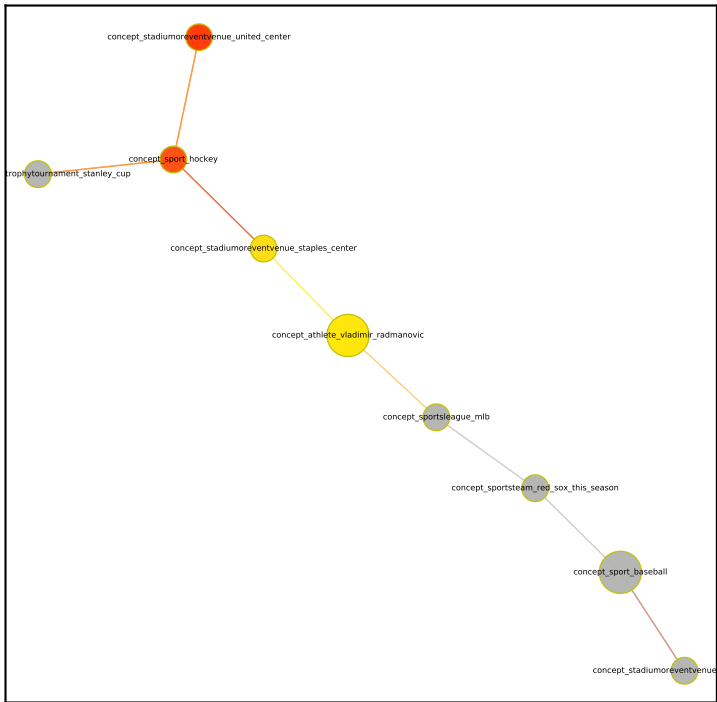 concept_stadiumoreventvenue_united_center
concept_sport_hockey
trophytournament_stanley_cup
concept_stadiumoreventvenue_staples_center
concept_athlete_vladimir_radmanovic
concept_sportsleague_mlb
concept_sportsteam_red_sox_this_season
concept_sport_baseball
concept_stadiumoreventvenue